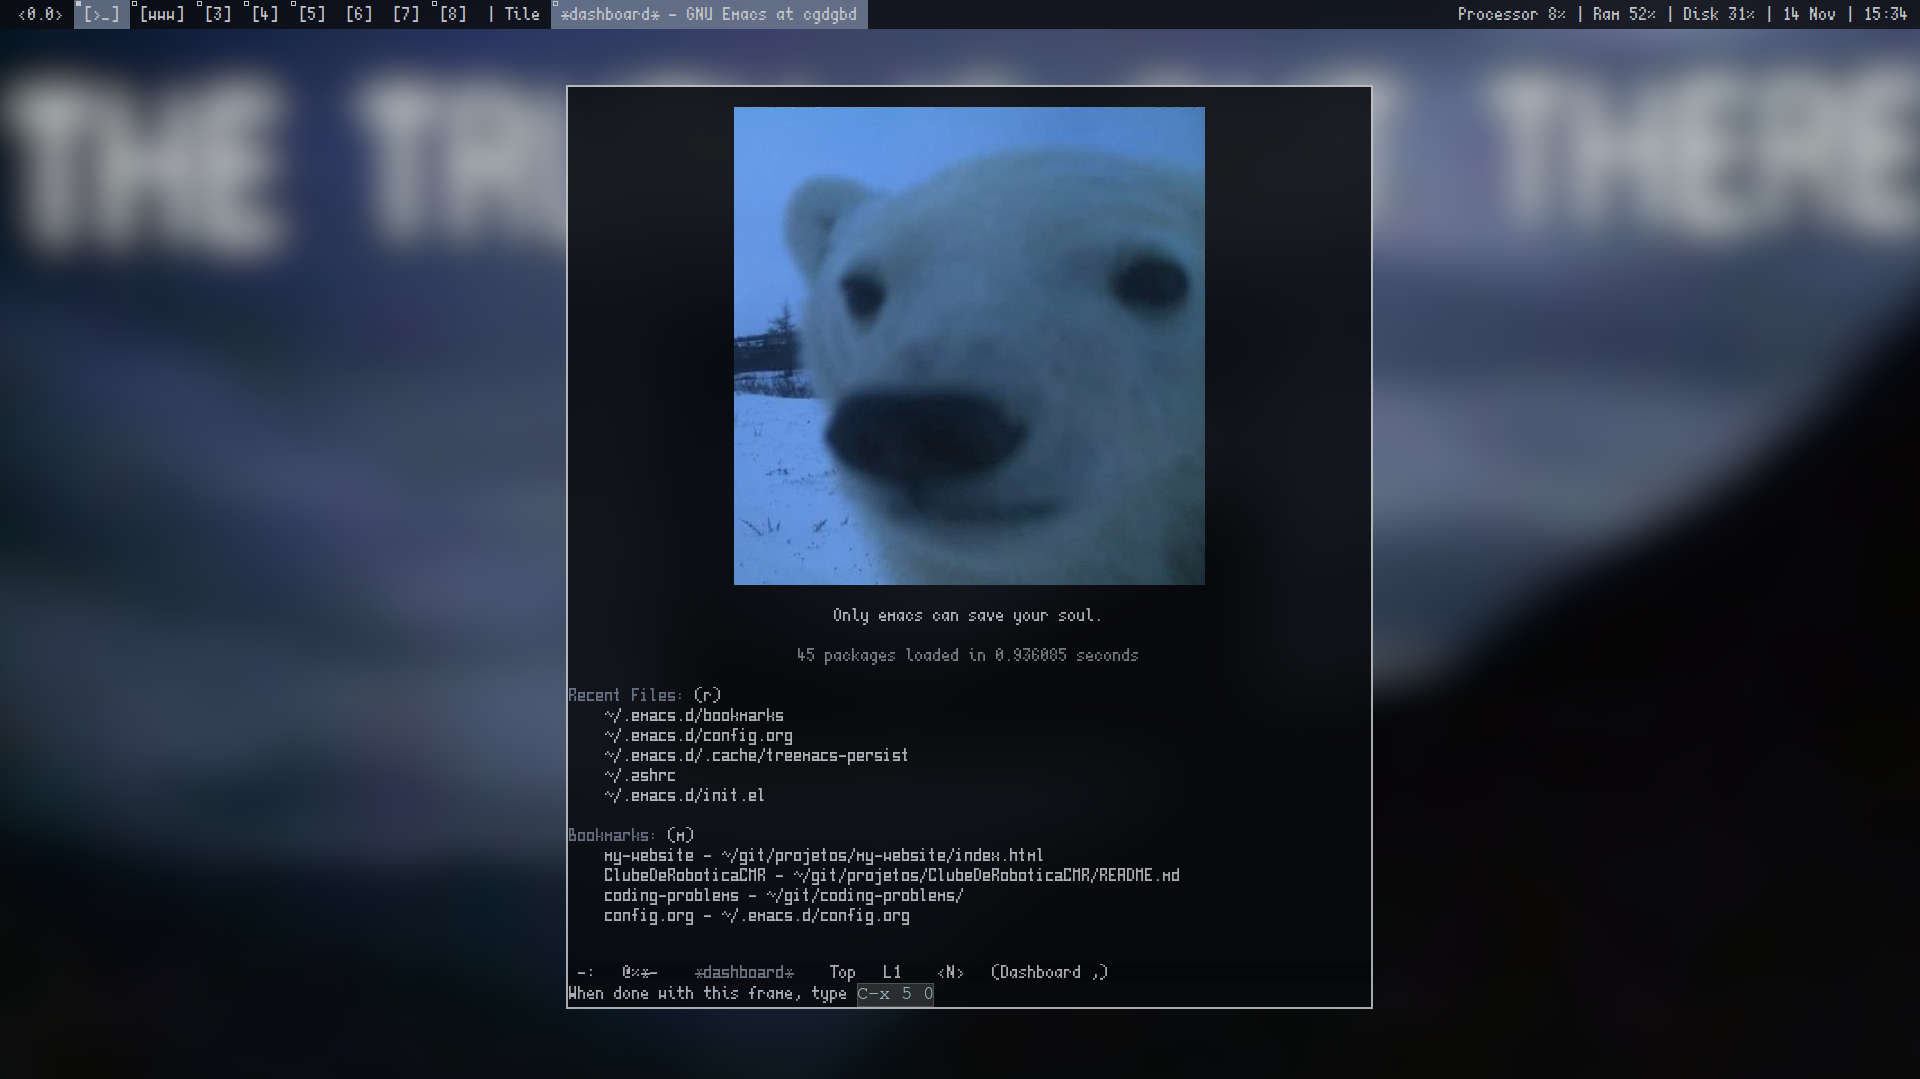 <0.0> [>_] [www] [3] [4] [5] [6] [7] [8] | Tile *dashboard* - GNU Emacs at cgdgbd Processor 8% | Ram 52% | Disk 31% | 14 Nov | 15:34
THE TRU THERE
Only emacs can save your soul.
45 packages loaded in 0.936085 seconds
Recent Files: (r)
~/.emacs.d/bookmarks
~/.emacs.d/config.org
~/.emacs.d/.cache/treemacs-persist
~/.zshrc
~/.emacs.d/init.el
Bookmarks: (m)
my-website - ~/git/projetos/my-website/index.html
ClubeDeRoboticaCMR - ~/git/projetos/ClubeDeRoboticaCMR/README.md
coding-problems - ~/git/coding-problems/
config.org - ~/.emacs.d/config.org
-: @%*- *dashboard* Top L1 <N> (Dashboard ,)
When done with this frame, type C-x 5 0